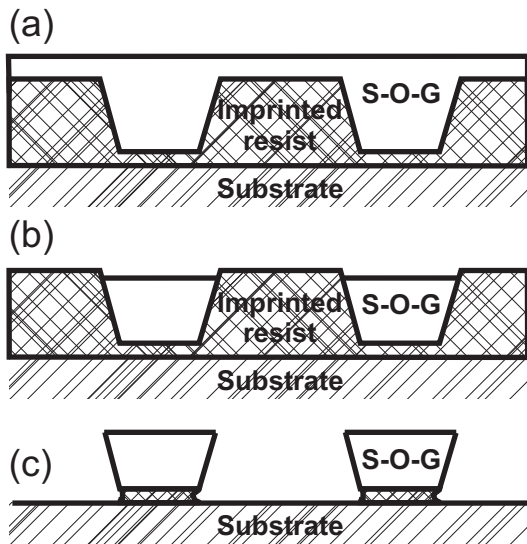 (a)
S-O-G
Imprinted
resist
Substrate
(b)
Imprinted
S-O-G
resist
Substrate
(c)
S-O-G
Substrate